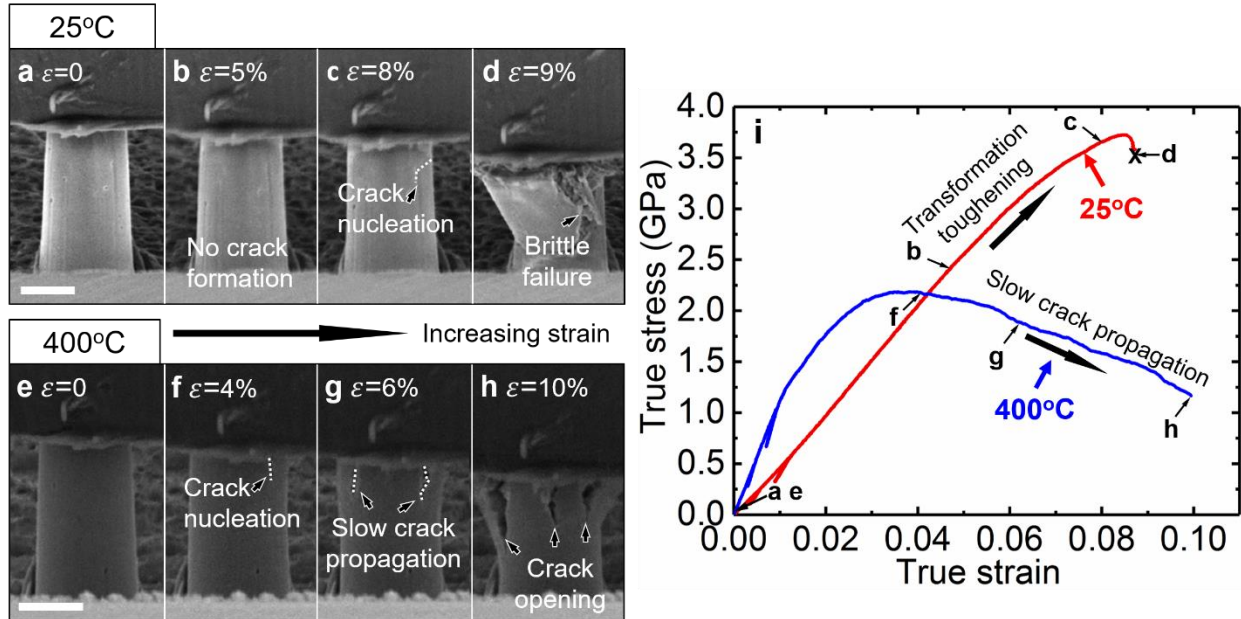 25°C
a ε=0
b ε=5%
c ε=8%
d ε=9%
No crack
formation
Crack
nucleation
Brittle
failure
400°C
Increasing strain
e ε=0
f ε=4%
g ε=6%
h ε=10%
Crack
nucleation
Slow crack
propagation
Crack
opening
i
True stress (GPa)
4.0
3.5
3.0
2.5
2.0
1.5
1.0
0.5
0.0
Transformation
toughening
c
d
25°C
b
f
Slow crack propagation
g
400°C
h
a e
0.00 0.02 0.04 0.06 0.08 0.10
True strain